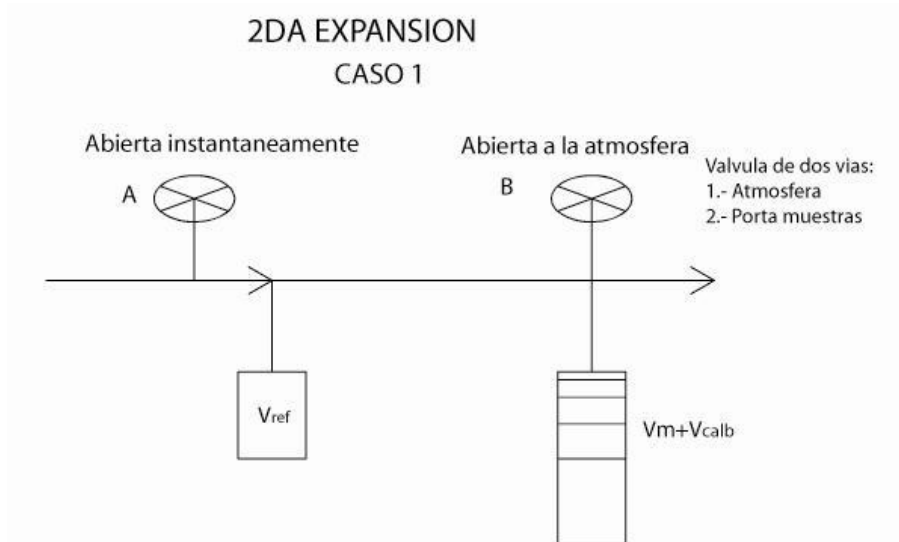 2DA EXPANSION
CASO 1
Abierta instantaneamente
A
Abierta a la atmosfera
B
Valvula de dos vias:
1.- Atmosfera
2.- Porta muestras
Vref
Vm+Vcalb